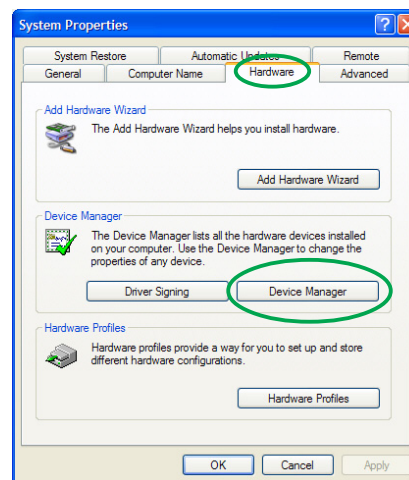 System Properties
System Restore Automatic Updates Remote
General Computer Name Hardware Advanced
Add Hardware Wizard
The Add Hardware Wizard helps you install hardware.
Add Hardware Wizard
Device Manager
The Device Manager lists all the hardware devices installed
on your computer. Use the Device Manager to change the
properties of any device.
Driver Signing Device Manager
Hardware Profiles
Hardware profiles provide a way for you to set up and store
different hardware configurations.
Hardware Profiles
OK Cancel Apply